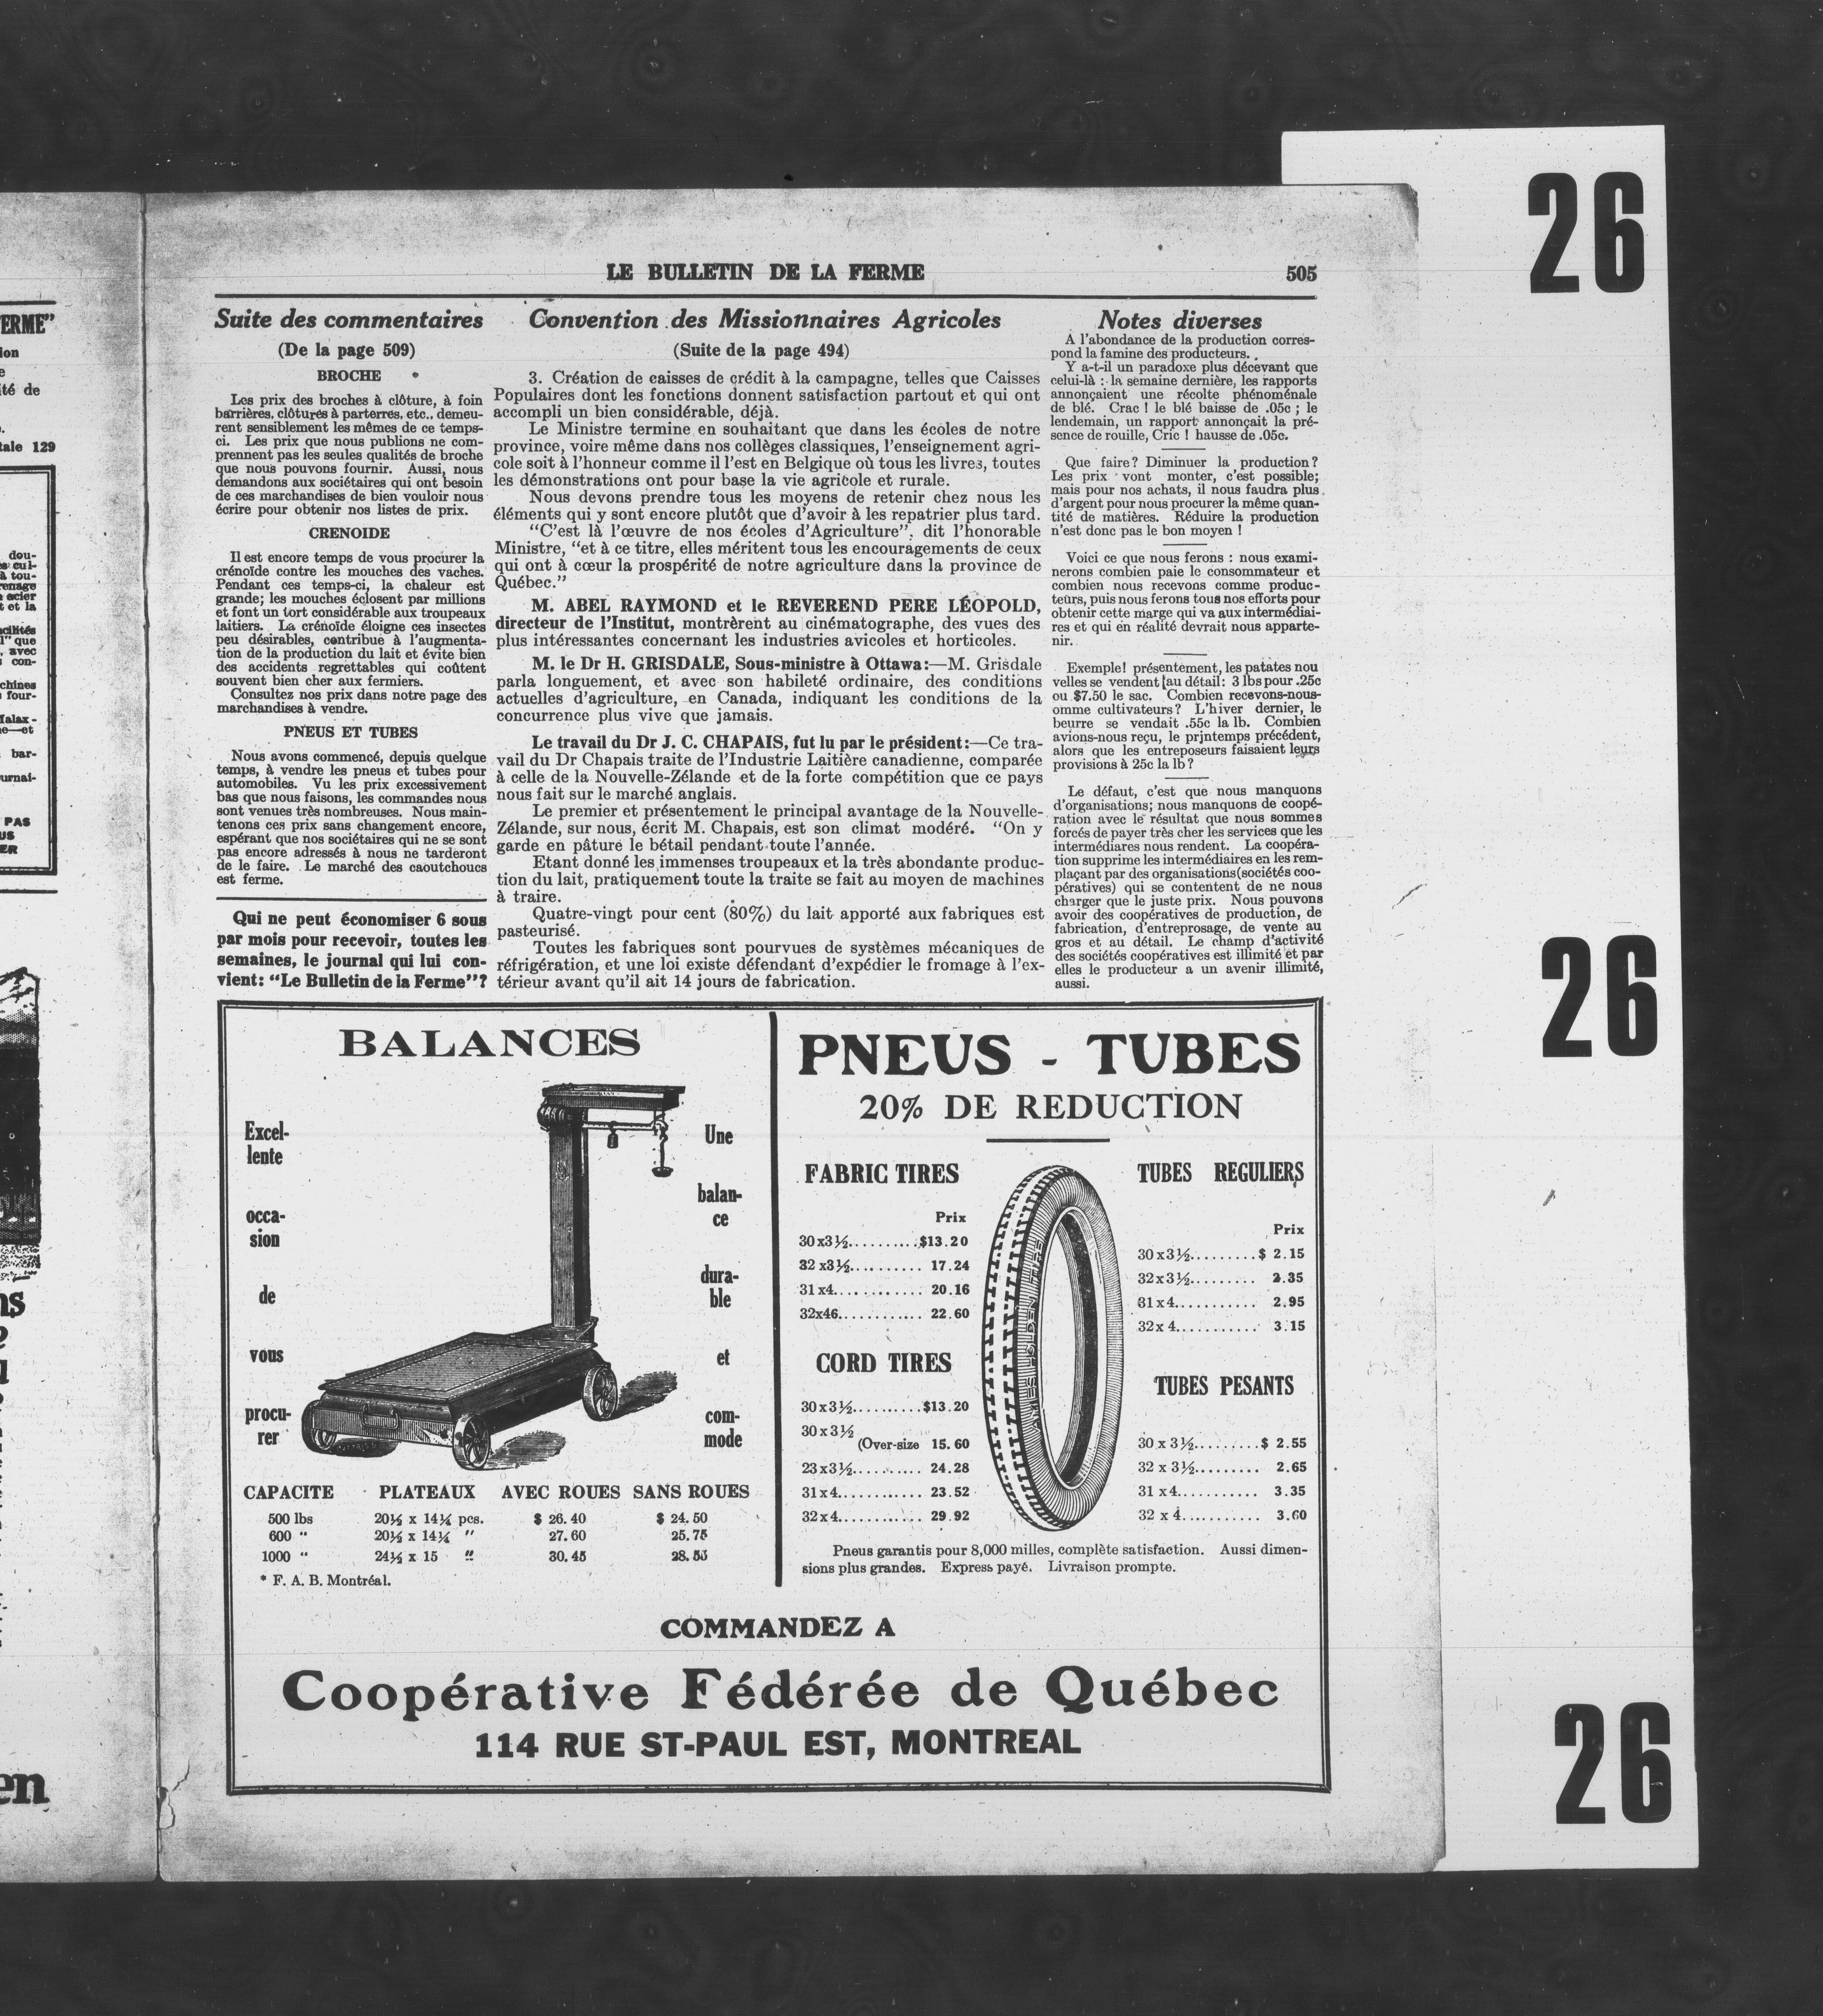 LE BULLETIN DE LA FERME
505
Suite des commentaires
(De la page 509)
BROCHE
Les prix des broches à clôture, à foin
barrières, clôtures à parterres, etc., demeu-
rent sensiblement les mêmes de ce temps-
ci. Les prix que nous publions ne com-
prennent pas les seules qualités de broche
que nous pouvons fournir. Aussi, nous
demandons aux sociétaires qui ont besoin
de ces marchandises de bien vouloir nous
écrire pour obtenir nos listes de prix.
CRENOIDE
Il est encore temps de vous procurer la
crénoïde contre les mouches des vaches.
Pendant ces temps-ci, la chaleur est
grande; les mouches éclosent par millions
et font un tort considérable aux troupeaux
laitiers. La crénoïde éloigne ces insectes
peu désirables, contribue à l'augmenta-
tion de la production du lait et évite bien
des accidents regrettables qui coûtent
souvent bien cher aux fermiers.
Consultez nos prix dans notre page des
marchandises à vendre.
PNEUS ET TUBES
Nous avons commencé, depuis quelque
temps, à vendre les pneus et tubes pour
automobiles. Vu les prix excessivement
bas que nous faisons, les commandes nous
sont venues très nombreuses. Nous main-
tenons ces prix sans changement encore,
espérant que nos sociétaires qui ne se sont
pas encore adressés à nous ne tarderont
de le faire. Le marché des caoutchoucs
est ferme.
Qui ne peut économiser 6 sous
par mois pour recevoir, toutes les
semaines, le journal qui lui con-
vient: "Le Bulletin de la Ferme"?
Convention des Missionnaires Agricoles
(Suite de la page 494)
3. Création de caisses de crédit à la campagne, telles que Caisses
Populaires dont les fonctions donnent satisfaction partout et qui ont
accompli un bien considérable, déjà.
Le Ministre termine en souhaitant que dans les écoles de notre
province, voire même dans nos collèges classiques, l'enseignement agri-
cole soit à l'honneur comme il l'est en Belgique où tous les livres, toutes
les démonstrations ont pour base la vie agricole et rurale.
Nous devons prendre tous les moyens de retenir chez nous les
éléments qui y sont encore plutôt que d'avoir à les repatrier plus tard.
"C'est là l'œuvre de nos écoles d'Agriculture", dit l'honorable
Ministre, "et à ce titre, elles méritent tous les encouragements de ceux
qui ont à cœur la prospérité de notre agriculture dans la province de
Québec."
M. ABEL RAYMOND et le REVEREND PERE LÉOPOLD,
directeur de l'Institut, montrèrent au cinématographe, des vues des
plus intéressantes concernant les industries avicoles et horticoles.
M. le Dr H. GRISDALE, Sous-ministre à Ottawa:—M. Grisdale
parla longuement, et avec son habileté ordinaire, des conditions
actuelles d'agriculture, en Canada, indiquant les conditions de la
concurrence plus vive que jamais.
Le travail du Dr J. C. CHAPAIS, fut lu par le président:—Ce tra-
vail du Dr Chapais traite de l'Industrie Laitière canadienne, comparée
à celle de la Nouvelle-Zélande et de la forte compétition que ce pays
nous fait sur le marché anglais.
Le premier et présentement le principal avantage de la Nouvelle-
Zélande, sur nous, écrit M. Chapais, est son climat modéré. "On y
garde en pâture le bétail pendant toute l'année.
Etant donné les immenses troupeaux et la très abondante produc-
tion du lait, pratiquement toute la traite se fait au moyen de machines
à traire.
Quatre-vingt pour cent (80%) du lait apporté aux fabriques est
pasteurisé.
Toutes les fabriques sont pourvues de systèmes mécaniques de
réfrigération, et une loi existe défendant d'expédier le fromage à l'ex-
térieur avant qu'il ait 14 jours de fabrication.
Notes diverses
A l'abondance de la production corres-
pond la famine des producteurs.
Y a-t-il un paradoxe plus décevant que
celui-là : la semaine dernière, les rapports
annonçaient une récolte phénoménale
de blé. Crac ! le blé baisse de .05c ; le
lendemain, un rapport annonçait la pré-
sence de rouille, Cric ! hausse de .05c.
Que faire? Diminuer la production?
Les prix vont monter, c'est possible;
mais pour nos achats, il nous faudra plus
d'argent pour nous procurer la même quan-
tité de matières. Réduire la production
n'est donc pas le bon moyen !
Voici ce que nous ferons : nous exami-
nerons combien paie le consommateur et
combien nous recevons comme produc-
teurs, puis nous ferons tous nos efforts pour
obtenir cette marge qui va aux intermédiai-
res et qui en réalité devrait nous apparte-
nir.
Exemple! présentement, les patates nou
velles se vendent au détail: 3 lbs pour .25c
ou $7.50 le sac. Combien recevons-nous-
omme cultivateurs? L'hiver dernier, le
beurre se vendait .55c la lb. Combien
avions-nous reçu, le printemps précédent,
alors que les entreposeurs faisaient leurs
provisions à 25c la lb?
Le défaut, c'est que nous manquons
d'organisations; nous manquons de coopé-
ration avec le résultat que nous sommes
forcés de payer très cher les services que les
intermédiares nous rendent. La coopéra-
tion supprime les intermédiaires en les rem-
plaçant par des organisations(sociétés coo-
pératives) qui se contentent de ne nous
charger que le juste prix. Nous pouvons
avoir des coopératives de production, de
fabrication, d'entreprosage, de vente au
gros et au détail. Le champ d'activité
des sociétés coopératives est illimité et par
elles le producteur a un avenir illimité,
aussi.
BALANCES
Excel-
lente
occa-
sion
de
vous
procu-
rer
Une
balan-
ce
dura-
ble
et
com-
mode
CAPACITE PLATEAUX AVEC ROUES SANS ROUES
500 lbs 20½ x 14¼ pcs. $ 26.40 $ 24.50
600 " 20½ x 14¼ " 27.60 25.75
1000 " 24½ x 15 " 30.45
* F. A. B. Montréal.
PNEUS - TUBES
20% DE REDUCTION
FABRIC TIRES
Prix
30x3½..........$13.20
32x3½.......... 17.24
31x4............ 20.16
32x46............ 22.60
CORD TIRES
30x3½..........$13.20
30x3½
(Over-size 15.60
23x3½.......... 24.28
31x4............ 23.52
32x4............ 29.92
TUBES REGULIERS
Prix
30x3½.........$ 2.15
32x3½......... 2.35
31x4........... 2.95
32x4........... 3.15
TUBES PESANTS
30x3½.........$ 2.55
32x3½......... 2.65
31x4........... 3.35
32x4........... 3.60
Pneus garantis pour 8,000 milles, complète satisfaction. Aussi dimen-
sions plus grandes. Express payé. Livraison prompte.
COMMANDEZ A
Coopérative Fédérée de Québec
114 RUE ST-PAUL EST, MONTREAL
26
26
26
ERME"
tale 129
en